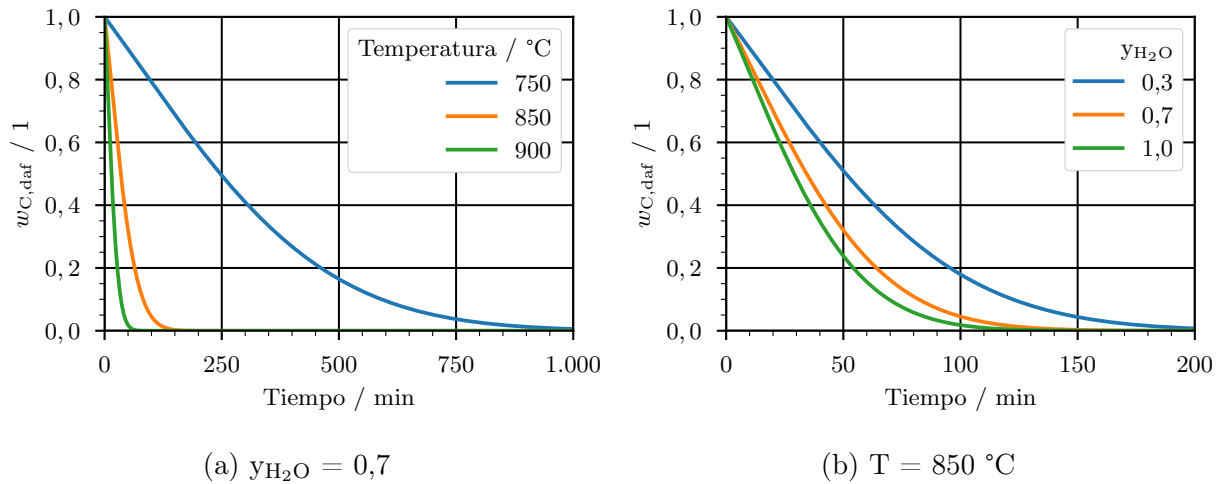 1,0
0,8
0,6
0,4
0,2
0,0
w_C,daf / 1
Temperatura / °C
750
850
900
0 250 500 750 1.000
Tiempo / min
(a) y_H₂O = 0,7
1,0
0,8
0,6
0,4
0,2
0,0
w_C,daf / 1
y_H₂O
0,3
0,7
1,0
0 50 100 150 200
Tiempo / min
(b) T = 850 °C